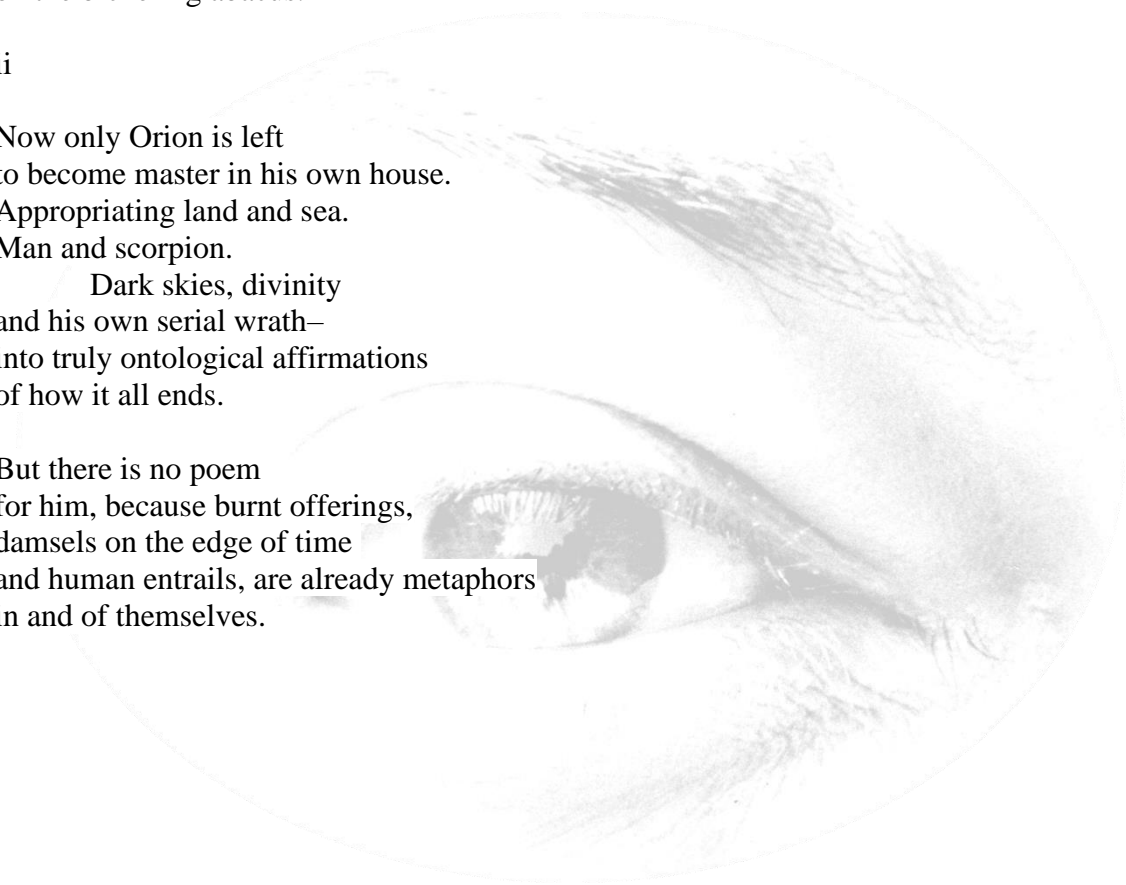 ii
Now only Orion is left
to become master in his own house.
Appropriating land and sea.
Man and scorpion.
Dark skies, divinity
and his own serial wrath–
into truly ontological affirmations
of how it all ends.
But there is no poem
for him, because burnt offerings,
damsels on the edge of time
and human entrails, are already metaphors
in and of themselves.